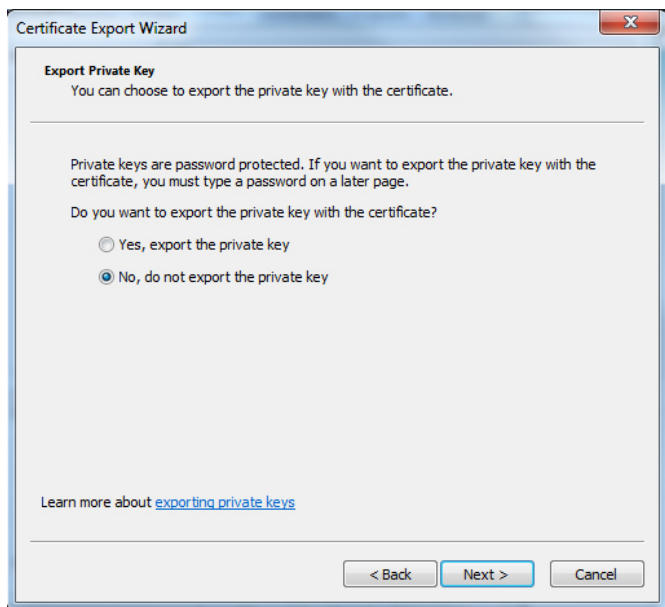 Certificate Export Wizard
Export Private Key
You can choose to export the private key with the certificate.
Private keys are password protected. If you want to export the private key with the
certificate, you must type a password on a later page.
Do you want to export the private key with the certificate?
Yes, export the private key
No, do not export the private key
Learn more about exporting private keys
< Back Next > Cancel